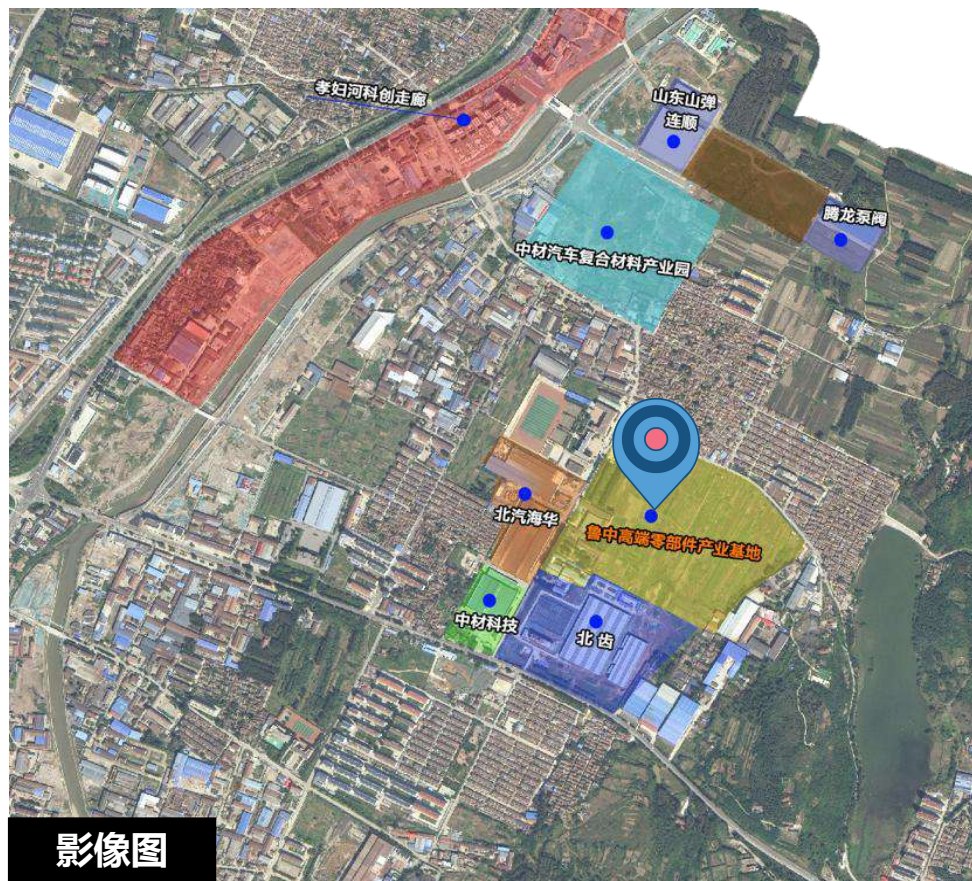 孝妇河科创走廊
山东山弹
连顺
腾龙泵阀
中材汽车复合材料产业园
北汽海华
鲁中高端零部件产业基地
中材科技
北 齿
影像图